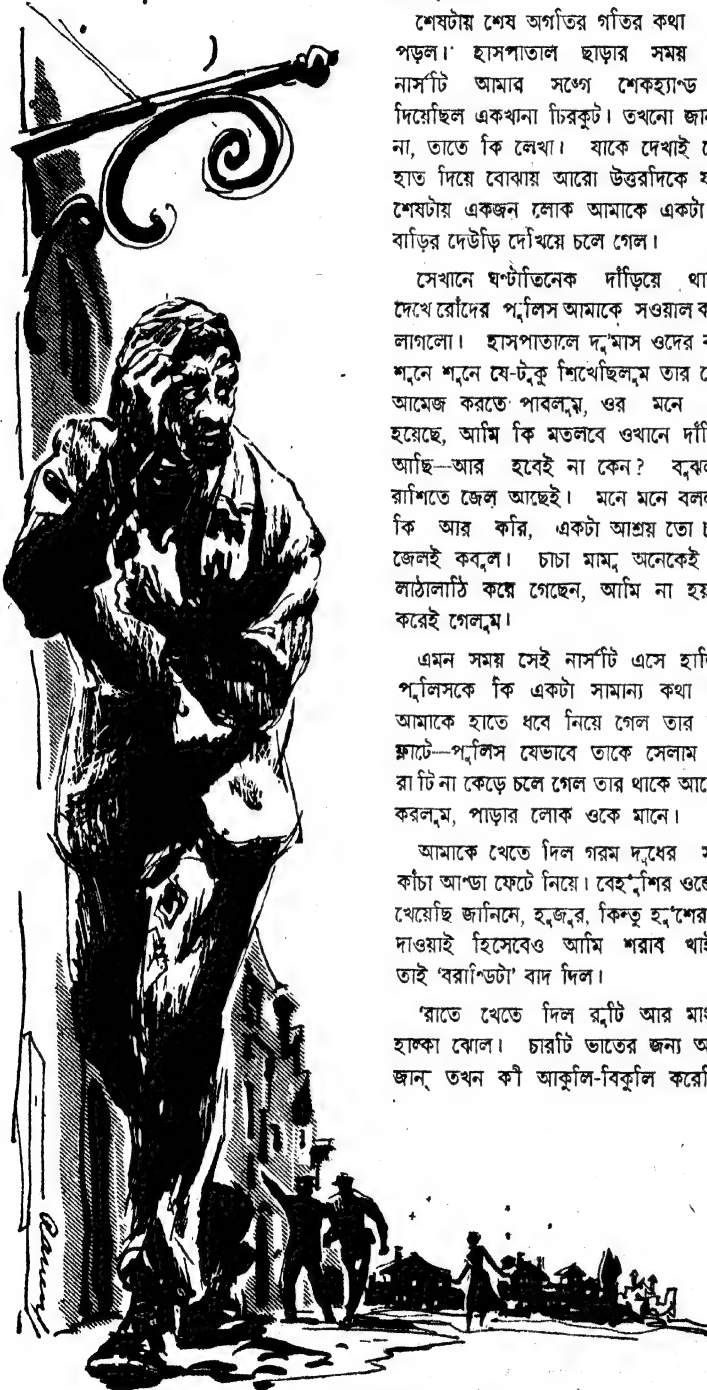 শেষটায় শেষ অগতির গতির কথা
পড়ল। হাসপাতাল ছাড়ার সময়
নার্সটি আমার সঙ্গে শেকহ্যাণ্ড
দিয়েছিল একখানা চিরকুট। তখনো জান
না, তাতে কি লেখা। যাকে দেখাই সে
হাত দিয়ে বোঝায় আরো উত্তরদিকে য
শেষটায় একজন লোক আমাকে একটা
বাড়ির দেউড়ি দেখিয়ে চলে গেল।
সেখানে ঘণ্টাতিনেক দাঁড়িয়ে থা
দেখে রোঁদের পুলিস আমাকে সওয়াল ক
লাগলো। হাসপাতালে দু'মাস ওদের ব
শুনে শুনে যে-টুকু শিখেছিলুম তার থে
আমেজ করতে পাবলুম, ওর মনে
হয়েছে, আমি কি মতলবে ওখানে দাঁড়ি
আছি—আর হবেই না কেন? বুঝল
রাশিতে জেল আছেই। মনে মনে বলল
কি আর করি, একটা আশ্রয় তো চ
জেলই কবুল। চাচা মামু অনেকেই
লাঠালাঠি করে গেছেন, আমি না হয়
করেই গেলুম।
এমন সময় সেই নার্সটি এসে হাজি
পুলিসকে কি একটা সামান্য কথা
আমাকে হাতে ধবে নিয়ে গেল তার
ফ্ল্যাটে—পুলিস যেভাবে তাকে সেলাম
রা টি না কেড়ে চলে গেল তার থাকে আে
করলুম, পাড়ার লোক ওকে মানে।
আমাকে খেতে দিল গরম দুধের স
কাঁচা আণ্ডা ফেটে নিয়ে। বেহুঁশির ওক্তে
খেয়েছি জানিনে, হুজুর, কিন্তু হুঁশের
দাওয়াই হিসেবেও আমি শরাব খাই
তাই 'বরাণ্ডিটা' বাদ দিল।
'রাতে খেতে দিল রুটি আর মাং
হাল্কা ঝোল। চারটি ভাতের জন্য আ
জান্ তখন কী আকুলি-বিকুলি করেছি